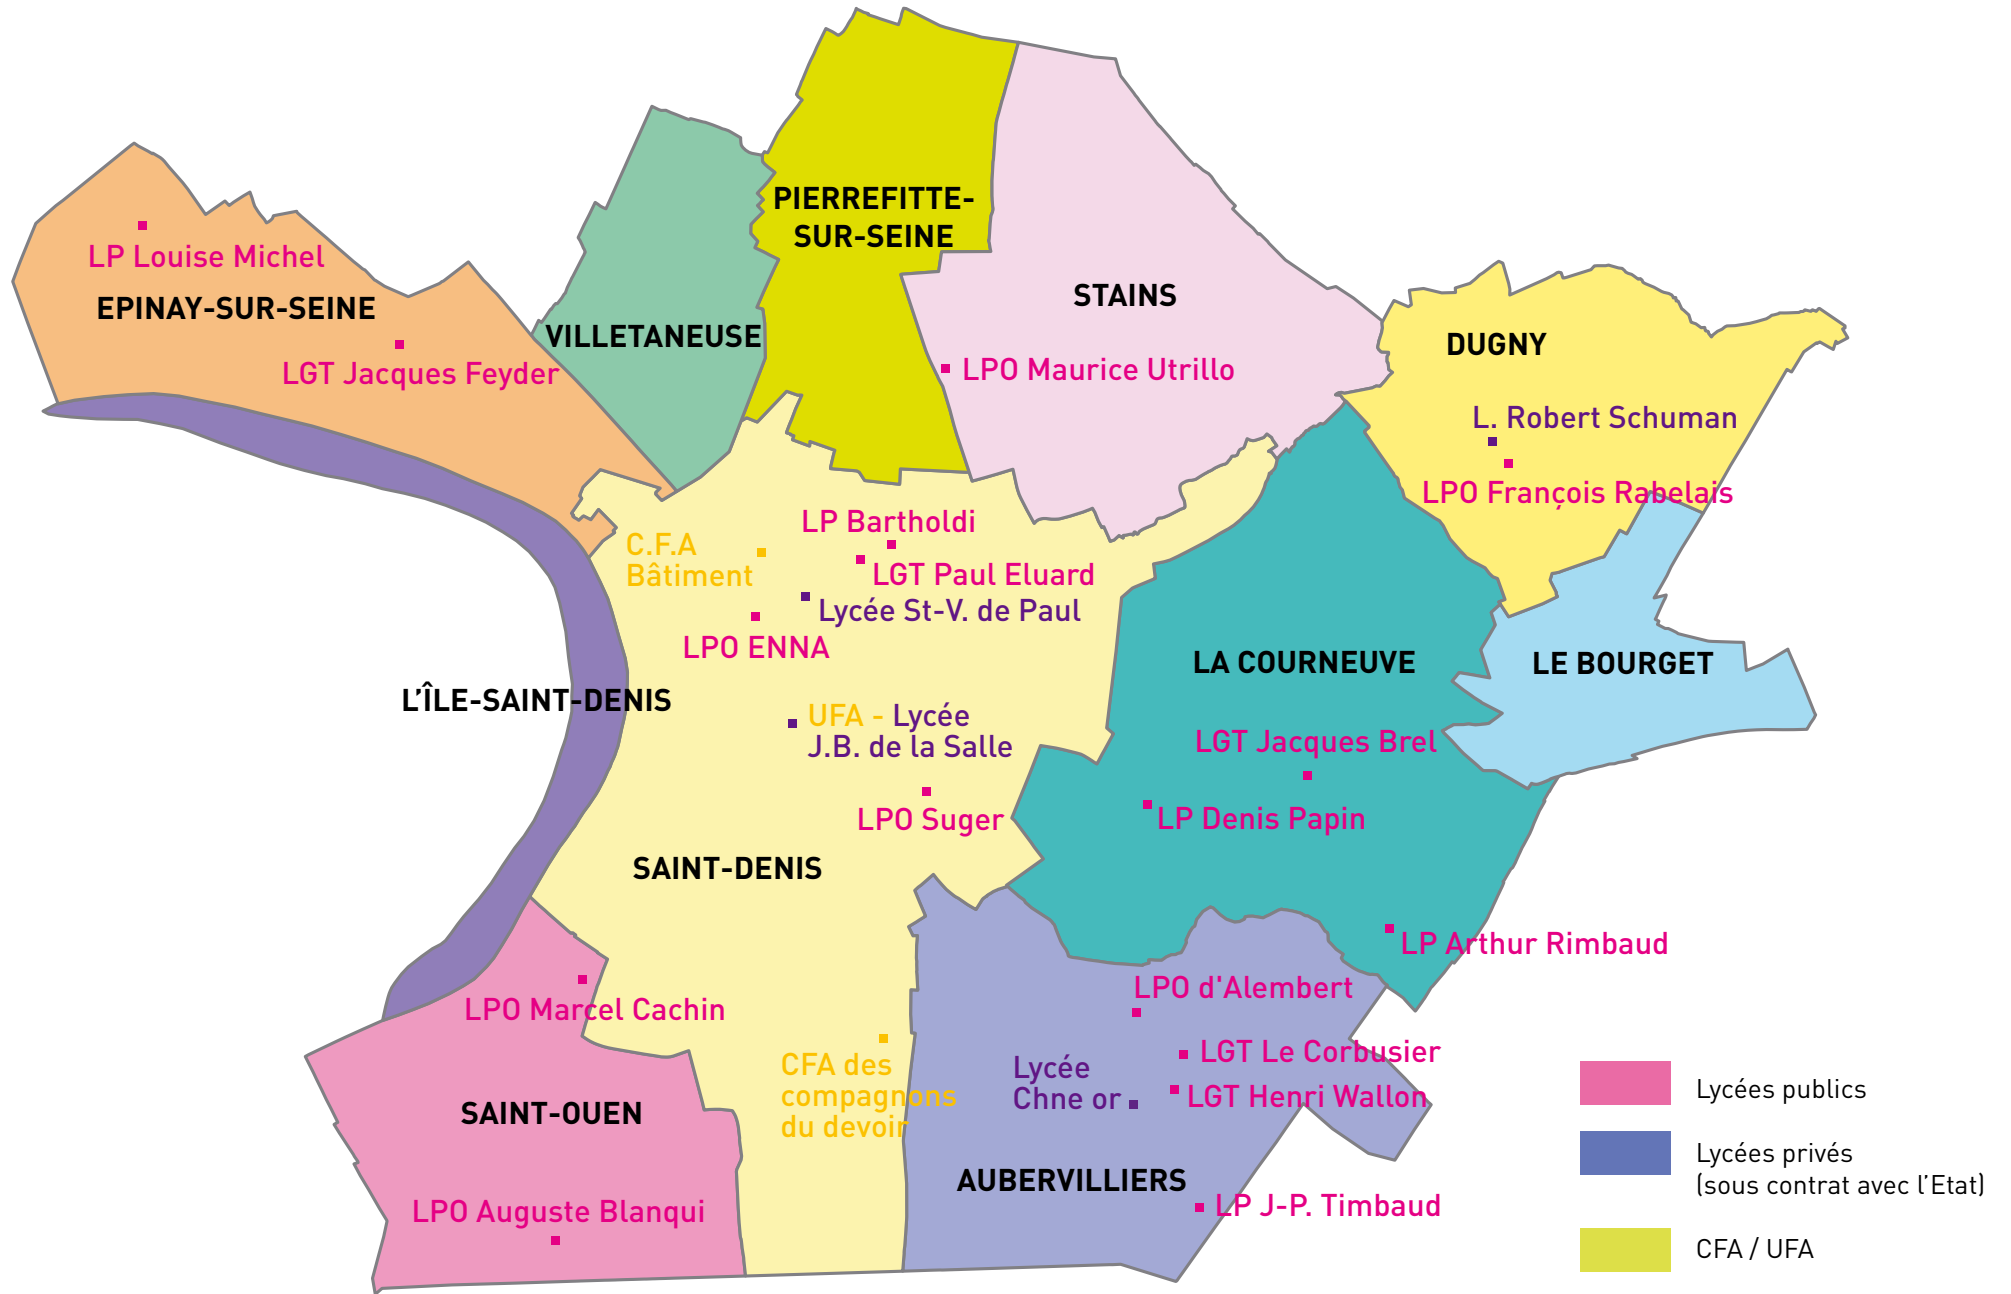 PIERREFITTE-
SUR-SEINE
LP Louise Michel
EPINAY-SUR-SEINE
LGT Jacques Feyder
VILLETANEUSE
STAINS
LPO Maurice Utrillo
DUGNY
L. Robert Schuman
LPO François Rabelais
C.F.A
Bâtiment
LP Bartholdi
LGT Paul Eluard
Lycée St-V. de Paul
LPO ENNA
L'ÎLE-SAINT-DENIS
UFA - Lycée
J.B. de la Salle
LPO Suger
SAINT-DENIS
LA COURNEUVE
LE BOURGET
LGT Jacques Brel
LP Denis Papin
LP Arthur Rimbaud
LPO Marcel Cachin
SAINT-OUEN
LPO Auguste Blanqui
CFA des
compagnons
du devoir
LPO d'Alembert
LGT Le Corbusier
Lycée
Chne or
LGT Henri Wallon
AUBERVILLIERS
LP J-P. Timbaud
Lycées publics
Lycées privés
(sous contrat avec l'Etat)
CFA / UFA